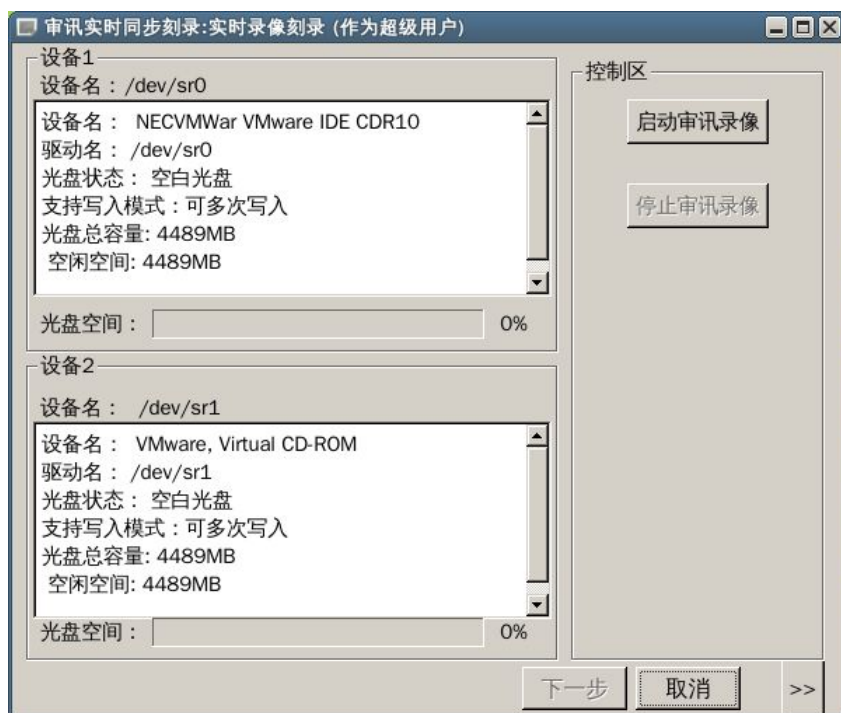 审讯实时同步刻录:实时录像刻录 (作为超级用户)
设备1
设备名：/dev/sr0
设备名： NECVMWar VMware IDE CDR10
驱动名：/dev/sr0
光盘状态： 空白光盘
支持写入模式：可多次写入
光盘总容量: 4489MB
空闲空间: 4489MB
光盘空间： 0%
设备2
设备名： /dev/sr1
设备名： VMware, Virtual CD-ROM
驱动名：/dev/sr1
光盘状态： 空白光盘
支持写入模式：可多次写入
光盘总容量: 4489MB
空闲空间: 4489MB
光盘空间： 0%
控制区
启动审讯录像
停止审讯录像
下一步 取消 >>